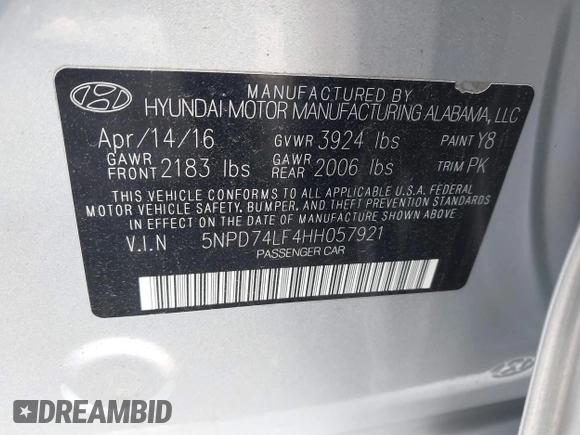 MANUFACTURED BY
HYUNDAI MOTOR MANUFACTURING ALABAMA, LLC
Apr/14/16 GVWR 3924 lbs PAINT Y8
GAWR FRONT 2183 lbs GAWR REAR 2006 lbs TRIM PK
THIS VEHICLE CONFORMS TO ALL APPLICABLE U.S.A. FEDERAL
MOTOR VEHICLE SAFETY, BUMPER, AND THEFT PREVENTION STANDARDS
IN EFFECT ON THE DATE OF MANUFACTURE SHOWN ABOVE.
V.I.N 5NPD74LF4HH057921
PASSENGER CAR
DREAMBID